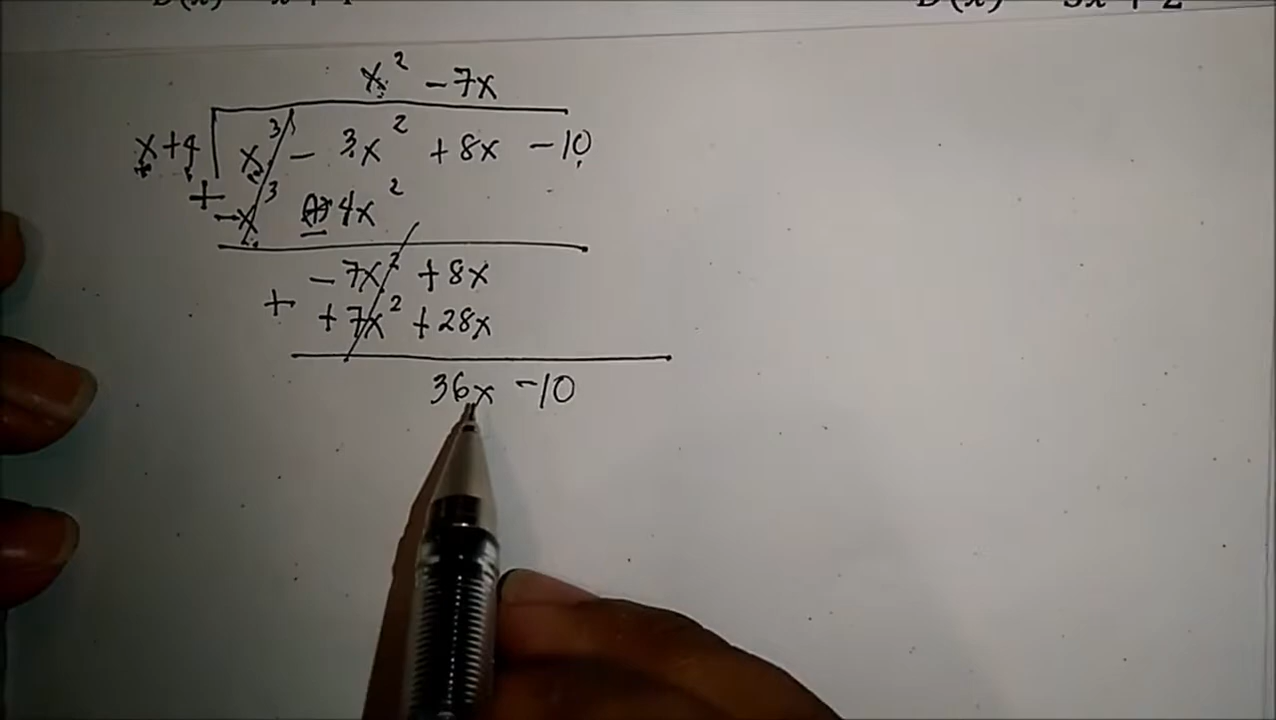 x² - 7x
x+4 x³ - 3x² + 8x - 10
+ -x³ (+) 4x²
-7x² + 8x
+ +7x² + 28x
36x - 10